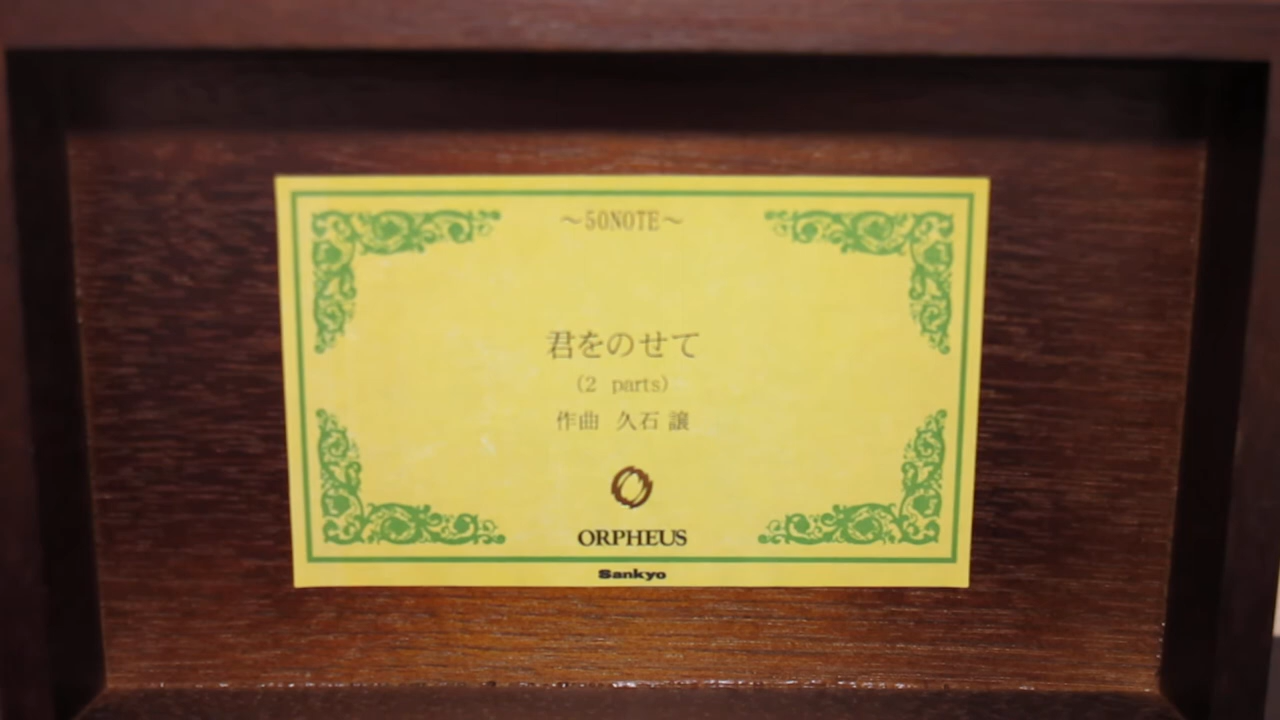 ～50NOTE～
君をのせて
(2 parts)
作曲 久石 譲
ORPHEUS
Sankyo